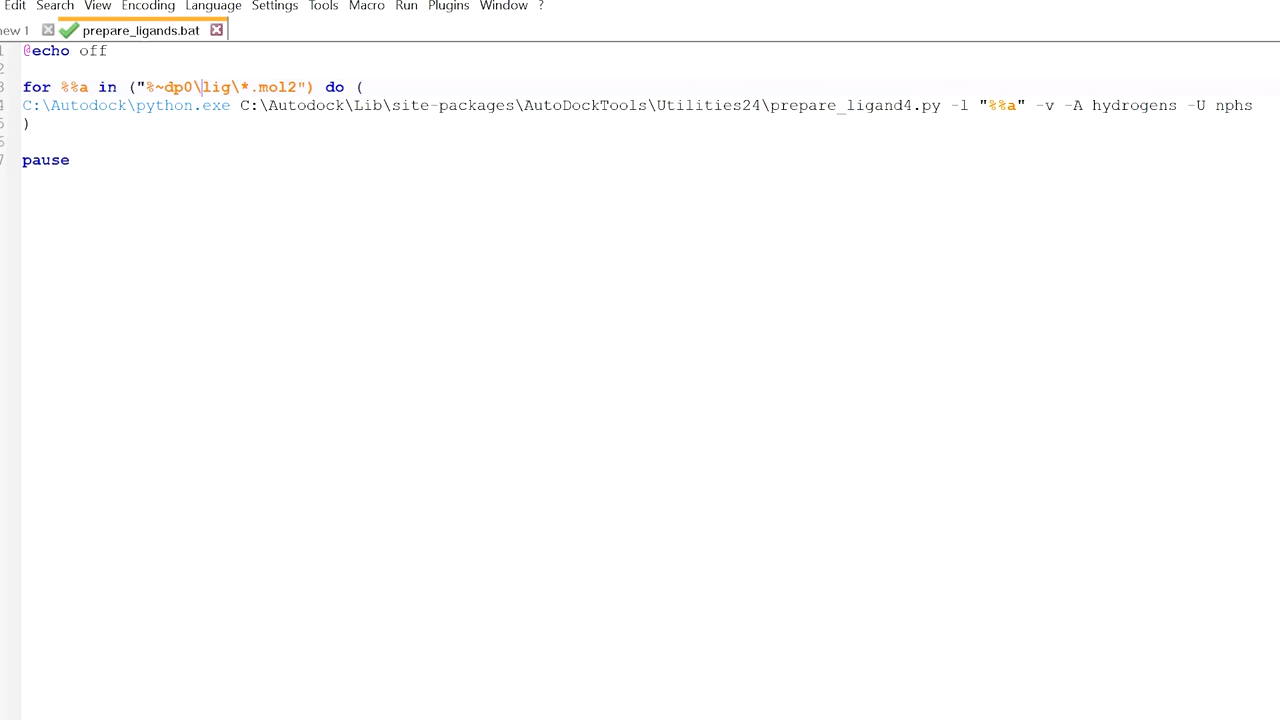 Edit Search View Encoding Language Settings Tools Macro Run Plugins Window ?
new 1 prepare_ligands.bat
1 @echo off
2
3 for %%a in ("%~dp0\lig\*.mol2") do (
4 C:\Autodock\python.exe C:\Autodock\Lib\site-packages\AutoDockTools\Utilities24\prepare_ligand4.py -l "%%a" -v -A hydrogens -U nphs
5 )
6
7 pause